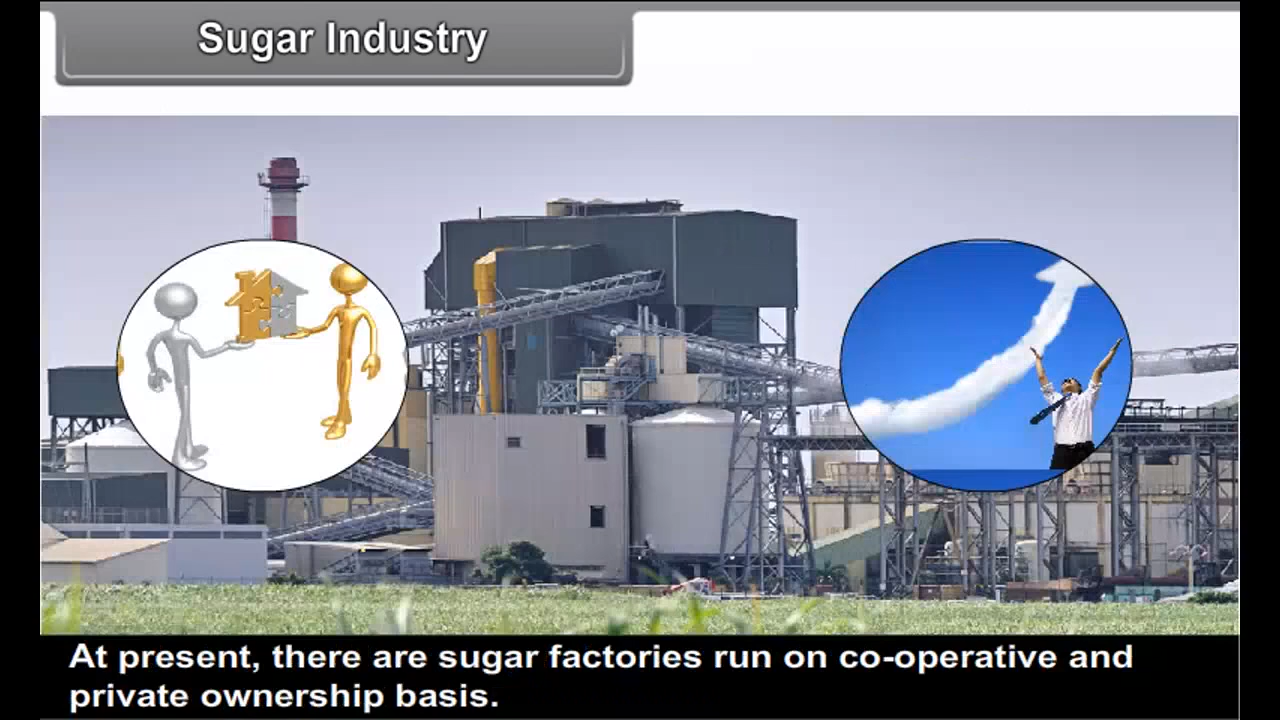 Sugar Industry
At present, there are sugar factories run on co-operative and
private ownership basis.